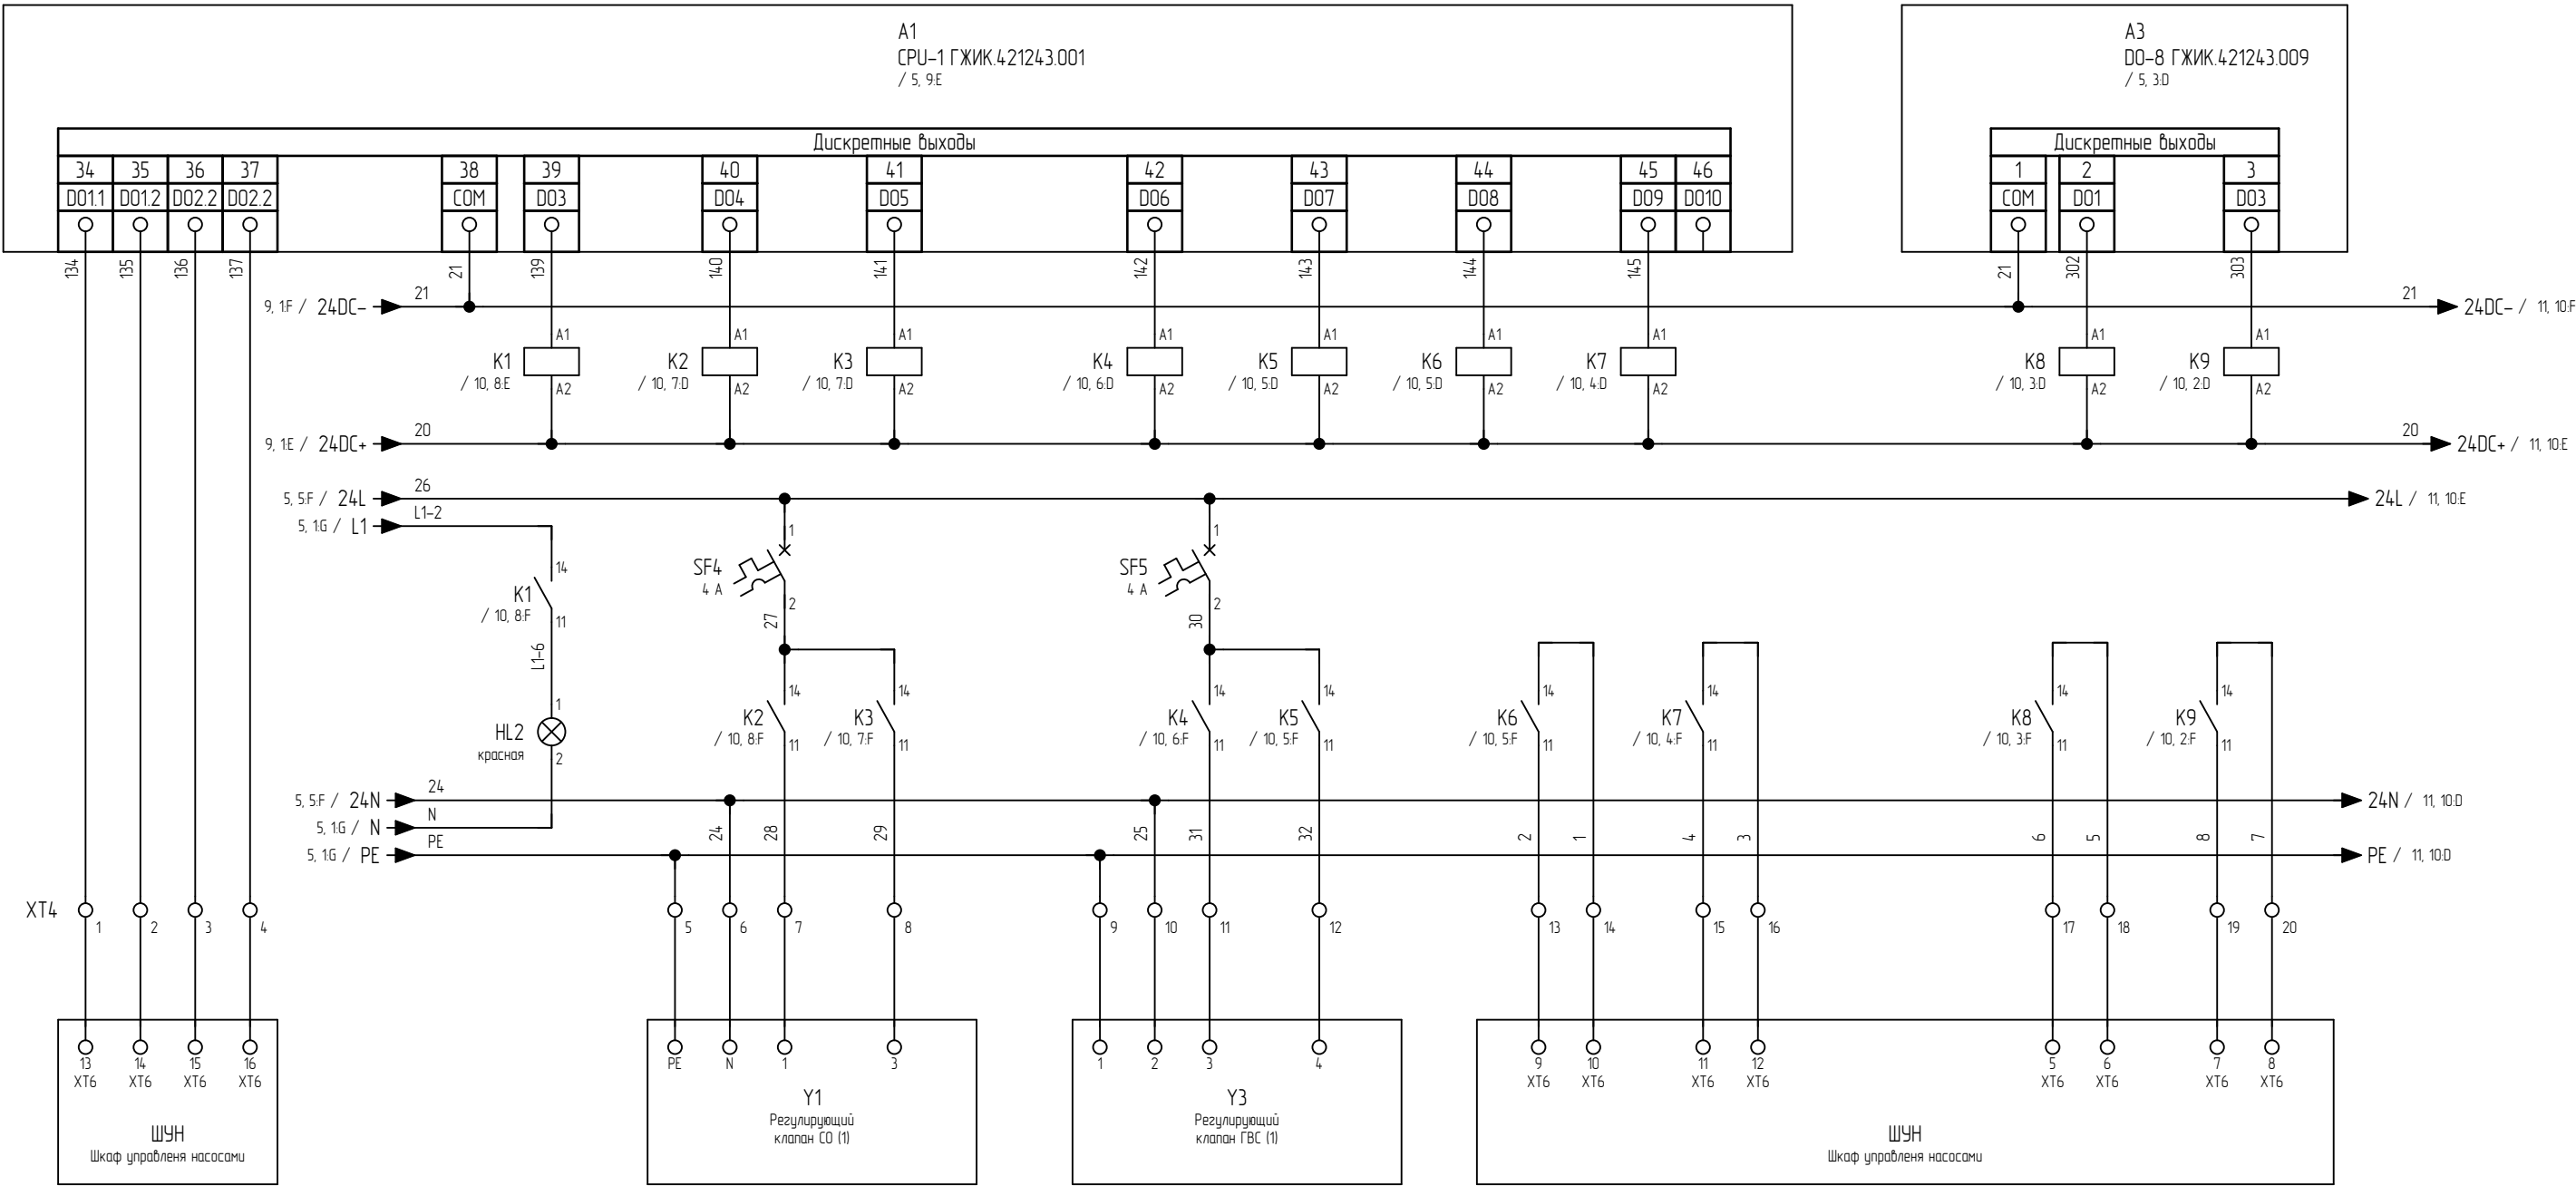 A1
CPU-1 ГЖИК.421243.001
/ 5, 9:E
A3
DO-8 ГЖИК.421243.009
/ 5, 3:D
Дискретные выходы
Дискретные выходы
34 35 36 37 38 39 40 41 42 43 44 45 46 1 2 3
DO1.1 DO1.2 DO2.2 DO2.2 COM DO3 DO4 DO5 DO6 DO7 DO8 DO9 DO10 COM DO1 DO3
134 135 136 137 21 139 140 141 142 143 144 145 21 302 303
9, 1:F / 24DC- 21 21 24DC- / 11, 10:F
A1 A1 A1 A1 A1 A1 A1 A1 A1
K1 K2 K3 K4 K5 K6 K7 K8 K9
/ 10, 8:E / 10, 7:D / 10, 7:D / 10, 6:D / 10, 5:D / 10, 5:D / 10, 4:D / 10, 3:D / 10, 2:D
A2 A2 A2 A2 A2 A2 A2 A2 A2
9, 1:E / 24DC+ 20 20 24DC+ / 11, 10:E
5, 5:F / 24L 26 24L / 11, 10:E
5, 1:G / L1 L1-2
1 1
SF4 SF5
4 A 4 A
2 2
27 30
14
K1
/ 10, 8:F
11
L1-6
14 14 14 14 14 14 14 14
K2 K3 K4 K5 K6 K7 K8 K9
/ 10, 8:F / 10, 7:F / 10, 6:F / 10, 5:F / 10, 5:F / 10, 4:F / 10, 3:F / 10, 2:F
11 11 11 11 11 11 11 11
1
HL2
красная
2
5, 5:F / 24N 24 24N / 11, 10:D
5, 1:G / N N
5, 1:G / PE PE PE / 11, 10:D
24 28 29 25 31 32 2 1 4 3 6 5 8 7
XT4
1 2 3 4 5 6 7 8 9 10 11 12 13 14 15 16 17 18 19 20
13 14 15 16 PE N 1 3 1 2 3 4 9 10 11 12 5 6 7 8
XT6 XT6 XT6 XT6 XT6 XT6 XT6 XT6 XT6 XT6 XT6 XT6
ШУН
Шкаф управленя насосами
Y1
Регулирующий
клапан СО (1)
Y3
Регулирующий
клапан ГВС (1)
ШУН
Шкаф управленя насосами